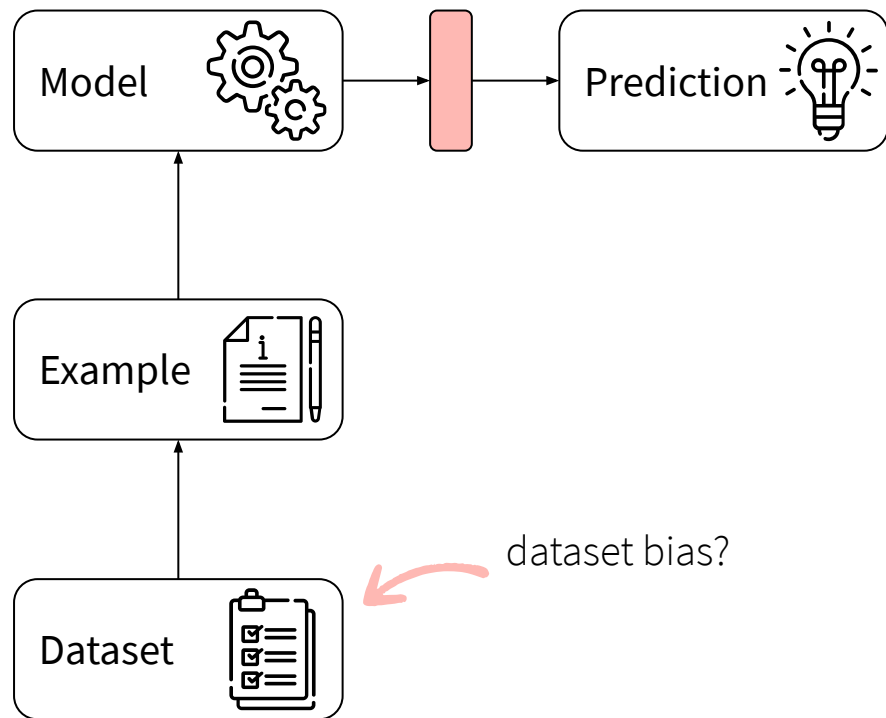 Model
Prediction
Example
i
dataset bias?
Dataset